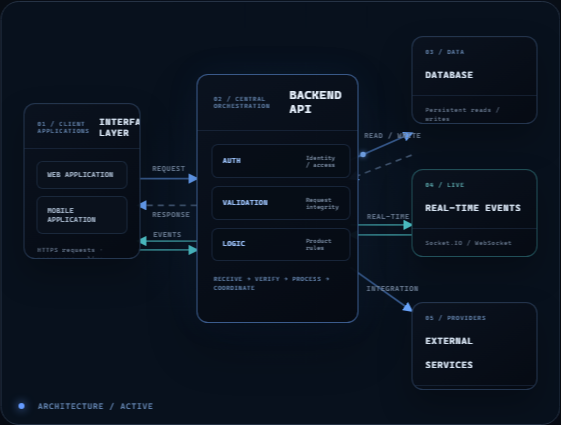 01 / CLIENT
APPLICATIONS
INTERFA
LAYER
WEB APPLICATION
MOBILE
APPLICATION
HTTPS requests ·
REQUEST
RESPONSE
EVENTS
02 / CENTRAL
ORCHESTRATION
BACKEND
API
AUTH
Identity
/ access
VALIDATION
Request
integrity
LOGIC
Product
rules
RECEIVE → VERIFY → PROCESS →
COORDINATE
READ / WRITE
REAL-TIME
INTEGRATION
03 / DATA
DATABASE
Persistent reads /
writes
04 / LIVE
REAL-TIME EVENTS
Socket.IO / WebSocket
05 / PROVIDERS
EXTERNAL
SERVICES
ARCHITECTURE / ACTIVE